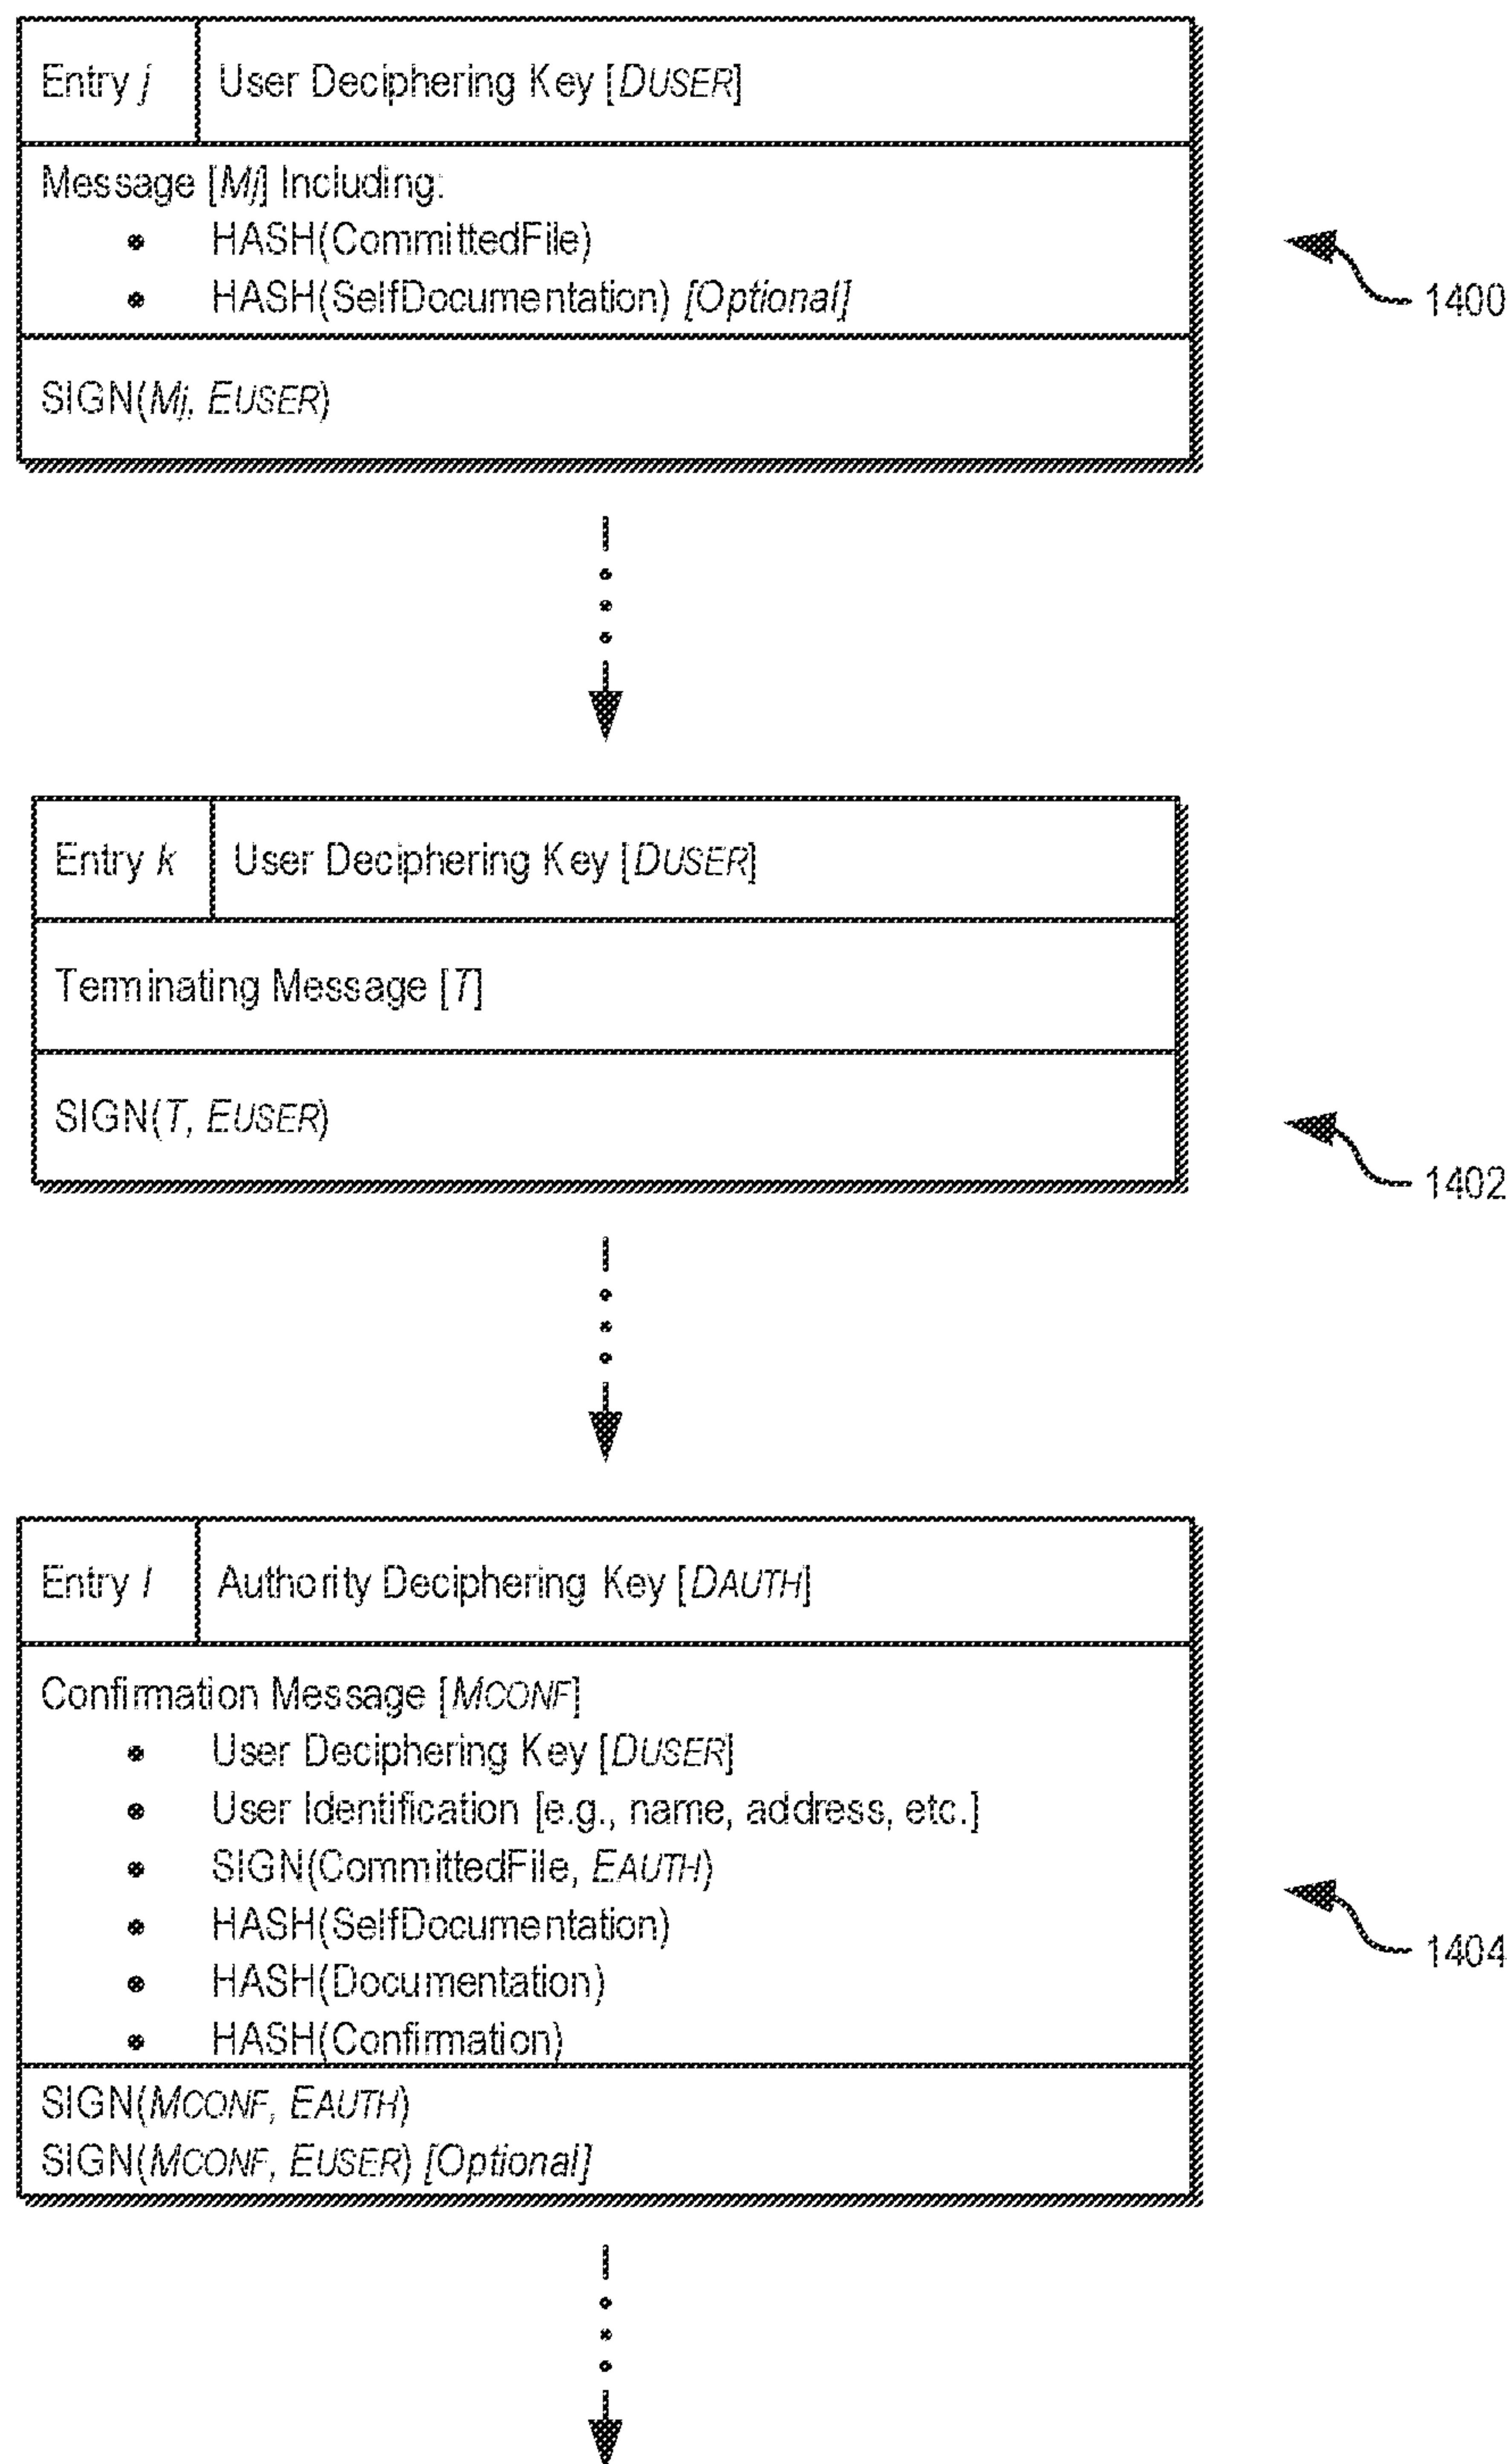 Entry j User Deciphering Key [DUSER]
Message [Mj] Including:
• HASH(CommittedFile)
• HASH(SelfDocumentation) [Optional]
1400
SIGN(Mj, EUSER)
Entry k User Deciphering Key [DUSER]
Terminating Message [T]
SIGN(T, EUSER)
1402
Entry l Authority Deciphering Key [DAUTH]
Confirmation Message [MCONF]
• User Deciphering Key [DUSER]
• User Identification [e.g., name, address, etc.]
• SIGN(CommittedFile, EAUTH)
• HASH(SelfDocumentation)
1404
• HASH(Documentation)
• HASH(Confirmation)
SIGN(MCONF, EAUTH)
SIGN(MCONF, EUSER) [Optional]